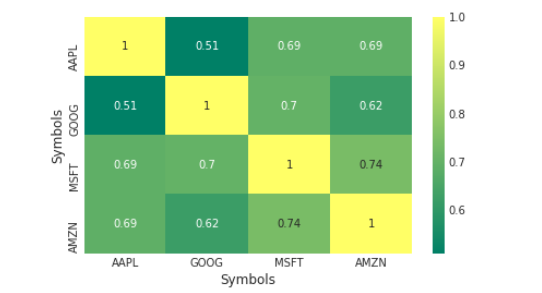 1.0
AAPL 1 0.51 0.69 0.69
0.9
GOOG 0.51 1 0.7 0.62
0.8
Symbols
MSFT 0.69 0.7 1 0.74
0.7
AMZN 0.69 0.62 0.74 1
0.6
AAPL GOOG MSFT AMZN
Symbols